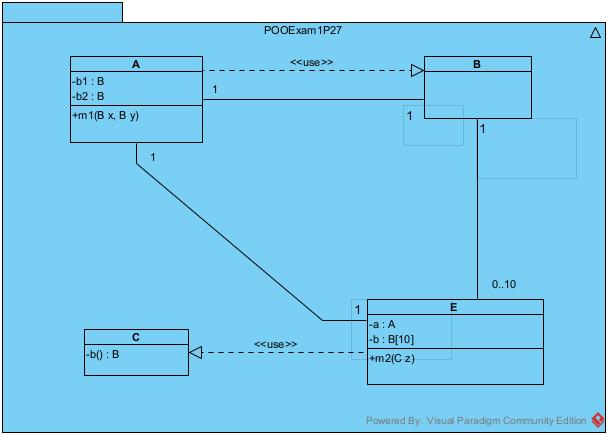 POOExam1P27
A
-b1 : B
-b2 : B
+m1(B x, B y)
<<use>>
B
1
1
1
1
0..10
1
E
-a : A
-b : B[10]
+m2(C z)
<<use>>
C
-b() : B
Powered By Visual Paradigm Community Edition